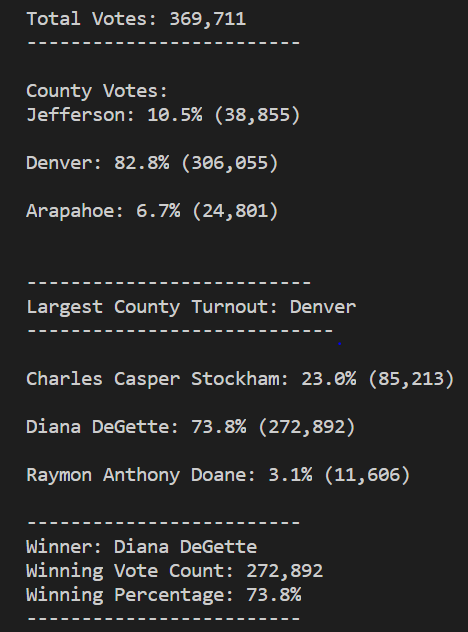 Total Votes: 369,711
-------------------------
County Votes:
Jefferson: 10.5% (38,855)
Denver: 82.8% (306,055)
Arapahoe: 6.7% (24,801)
--------------------------
Largest County Turnout: Denver
----------------------------
Charles Casper Stockham: 23.0% (85,213)
Diana DeGette: 73.8% (272,892)
Raymon Anthony Doane: 3.1% (11,606)
-------------------------
Winner: Diana DeGette
Winning Vote Count: 272,892
Winning Percentage: 73.8%
-------------------------